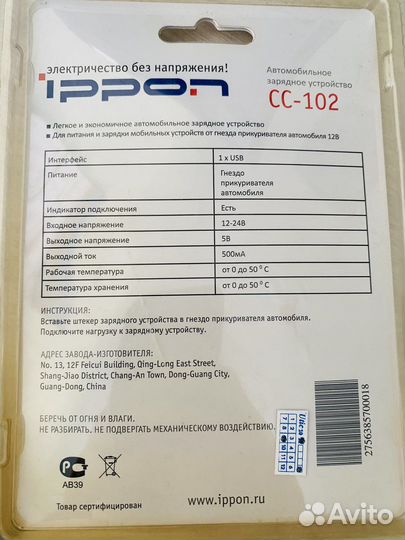 электричество без напряжения!
ippon
Автомобильное
зарядное устройство
CC-102
Легкое и экономичное автомобильное зарядное устройство
Для питания и зарядки мобильных устройств от гнезда прикуривателя автомобиля 12В
Интерфейс 1 x USB
Питание Гнездо
прикуривателя
автомобиля
Индикатор подключения Есть
Входное напряжение 12-24В
Выходное напряжение 5В
Выходной ток 500мА
Рабочая температура от 0 до 50 ⁰ С
Температура хранения от 0 до 50 ⁰ С
ИНСТРУКЦИЯ:
Вставьте штекер зарядного устройства в гнездо прикуривателя автомобиля.
Подключите нагрузку к зарядному устройству.
АДРЕС ЗАВОДА-ИЗГОТОВИТЕЛЯ:
No. 13, 12F Feicui Building, Qing-Long East Street,
Shang-Jiao District, Chang-An Town, Dong-Guang City,
Guang-Dong, China
БЕРЕЧЬ ОТ ОГНЯ И ВЛАГИ.
НЕ РАЗБИРАТЬ. НЕ ПОДВЕРГАТЬ МЕХАНИЧЕСКОМУ ВОЗДЕЙСТВИЮ.
АВ39
Товар сертифицирован
www.ippon.ru
2756385700018
Avito